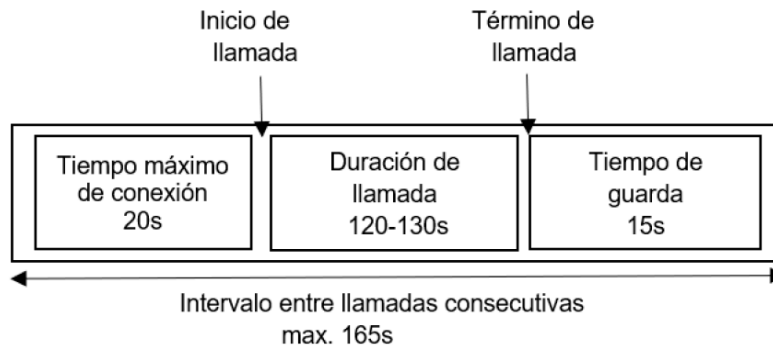 Inicio de
llamada
Término de
llamada
Tiempo máximo
de conexión
20s
Duración de
llamada
120-130s
Tiempo de
guarda
15s
Intervalo entre llamadas consecutivas
max. 165s